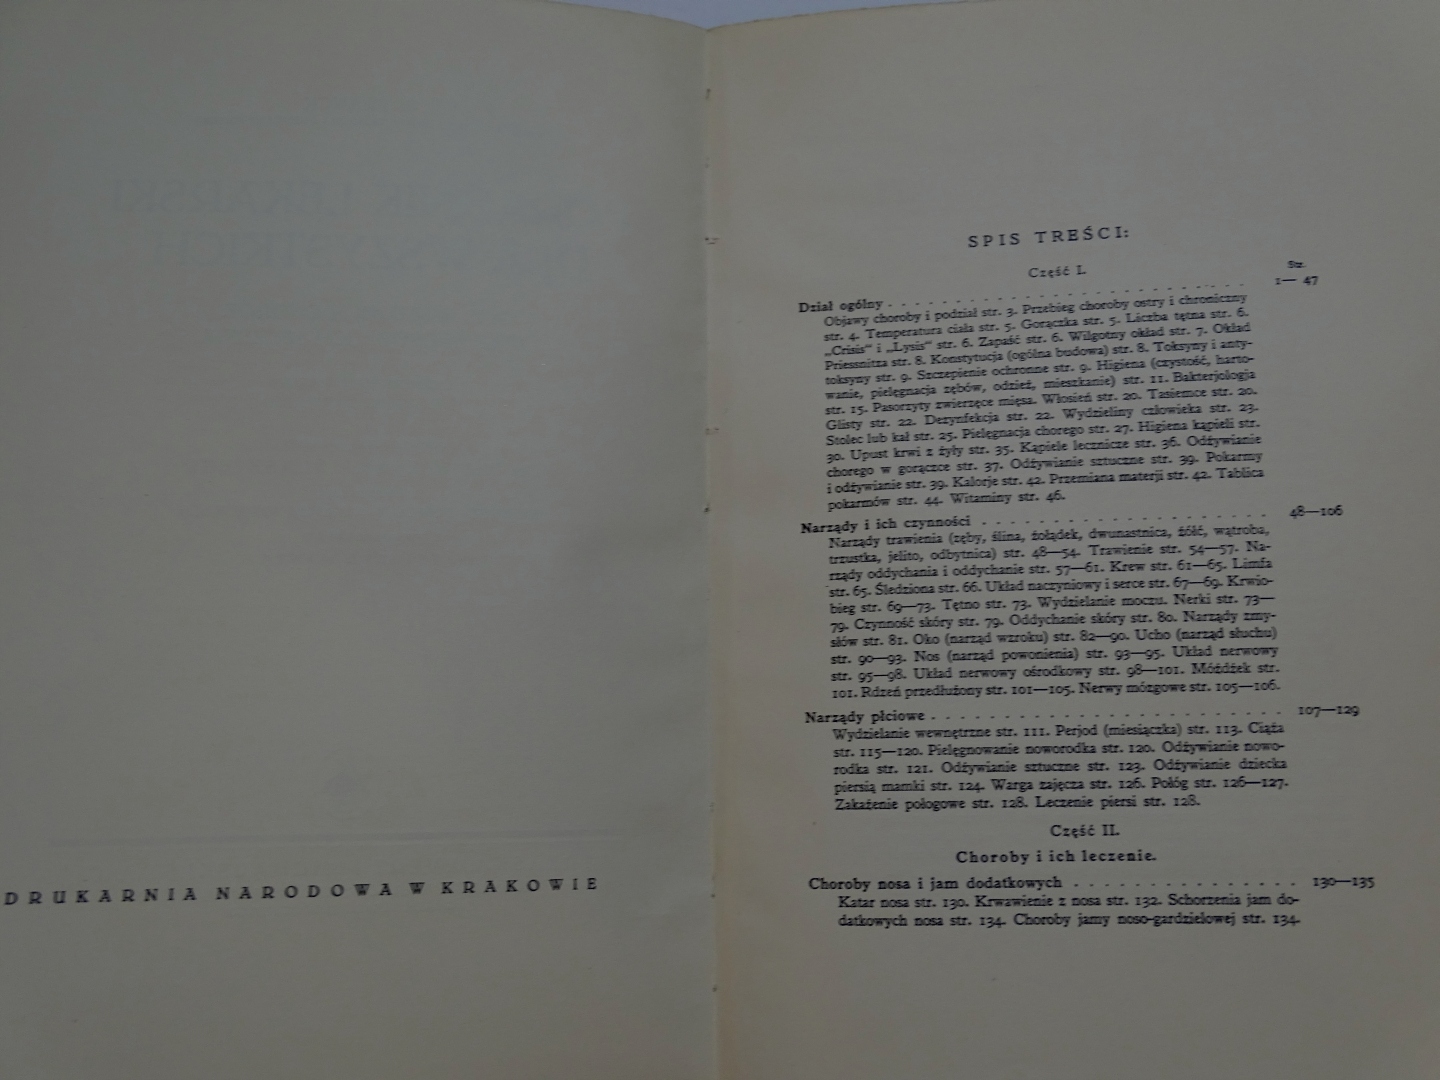 DRUKARNIA NARODOWA W KRAKOWIE
SPIS TREŚCI:
Część I.
Str.
Dział ogólny . . . . . . . . . . . . . . . . . . . . . 1— 47
Objawy choroby i podział str. 3. Przebieg choroby ostry i chroniczny
str. 4. Temperatura ciała str. 5. Gorączka str. 5. Liczba tętna str. 6.
„Crisis“ i „Lysis“ str. 6. Zapaść str. 6. Wilgotny okład str. 7. Okład
Priessnitza str. 8. Konstytucja (ogólna budowa) str. 8. Toksyny i anty-
toksyny str. 9. Szczepienie ochronne str. 9. Higiena (czystość, harto-
wanie, pielęgnacja zębów, odzież, mieszkanie) str. 11. Bakterjologja
str. 15. Pasorzyty zwierzęce mięsa. Włosień str. 20. Tasiemce str. 20.
Glisty str. 22. Dezynfekcja str. 22. Wydzieliny człowieka str. 23.
Stolec lub kał str. 25. Pielęgnacja chorego str. 27. Higiena kąpieli str.
30. Upust krwi z żyły str. 35. Kąpiele lecznicze str. 36. Odżywianie
chorego w gorączce str. 37. Odżywianie sztuczne str. 39. Pokarmy
i odżywianie str. 39. Kalorje str. 42. Przemiana materji str. 42. Tablica
pokarmów str. 44. Witaminy str. 46.
Narządy i ich czynności . . . . . . . . . . . . . . . . 48—106
Narządy trawienia (zęby, ślina, żołądek, dwunastnica, żółć, wątroba,
trzustka, jelito, odbytnica) str. 48—54. Trawienie str. 54—57. Na-
rządy oddychania i oddychanie str. 57—61. Krew str. 61—65. Limfa
str. 65. Śledziona str. 66. Układ naczyniowy i serce str. 67—69. Krwio-
bieg str. 69—73. Tętno str. 73. Wydzielanie moczu. Nerki str. 73—
79. Czynność skóry str. 79. Oddychanie skóry str. 80. Narządy zmy-
słów str. 81. Oko (narząd wzroku) str. 82—90. Ucho (narząd słuchu)
str. 90—93. Nos (narząd powonienia) str. 93—95. Układ nerwowy
str. 95—98. Układ nerwowy ośrodkowy str. 98—101. Móżdżek str.
101. Rdzeń przedłużony str. 101—105. Nerwy mózgowe str. 105—106.
Narządy płciowe . . . . . . . . . . . . . . . . . . . 107—129
Wydzielanie wewnętrzne str. 111. Perjod (miesiączka) str. 113. Ciąża
str. 115—120. Pielęgnowanie noworodka str. 120. Odżywianie nowo-
rodka str. 121. Odżywianie sztuczne str. 123. Odżywianie dziecka
piersią mamki str. 124. Warga zajęcza str. 126. Połóg str. 126—127.
Zakażenie połogowe str. 128. Leczenie piersi str. 128.
Część II.
Choroby i ich leczenie.
Choroby nosa i jam dodatkowych . . . . . . . . . . . . 130—135
Katar nosa str. 130. Krwawienie z nosa str. 132. Schorzenia jam do-
datkowych nosa str. 134. Choroby jamy noso-gardzielowej str. 134.